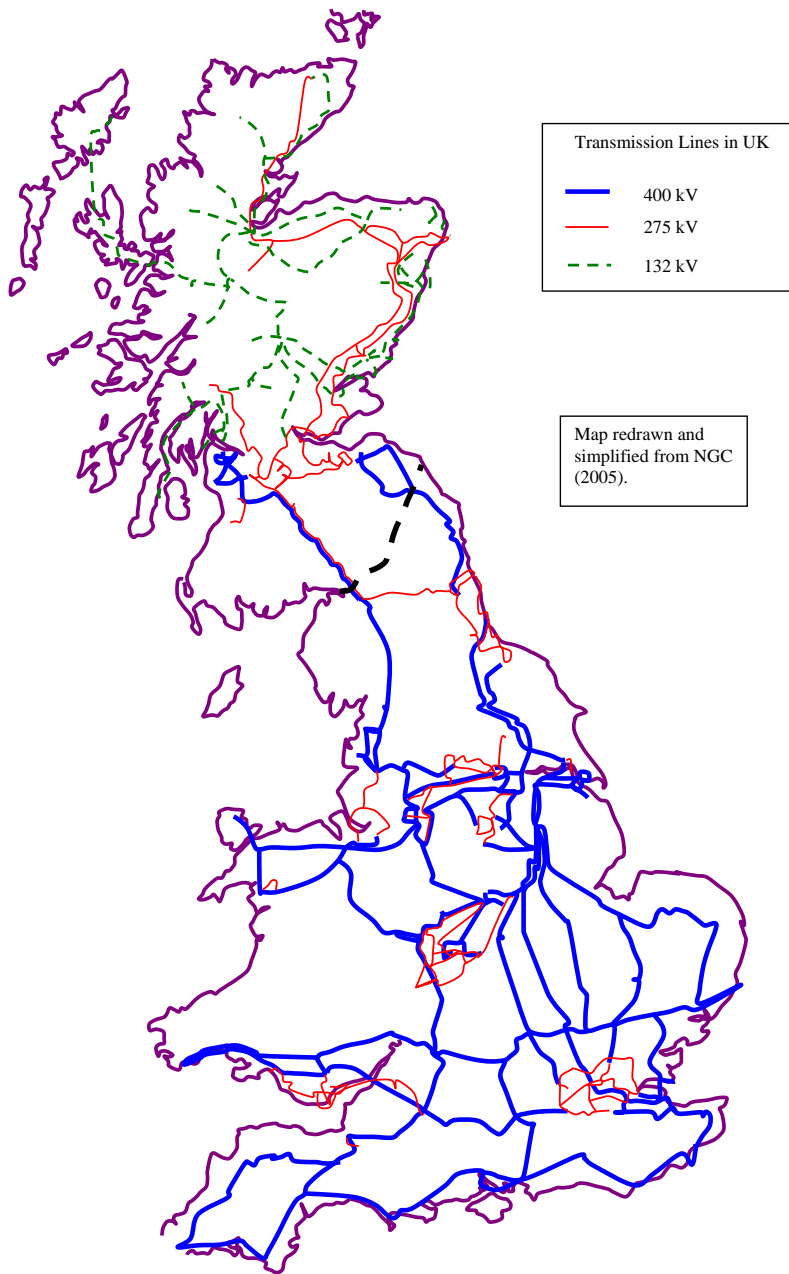 Transmission Lines in UK
400 kV
275 kV
132 kV
Map redrawn and
simplified from NGC
(2005).